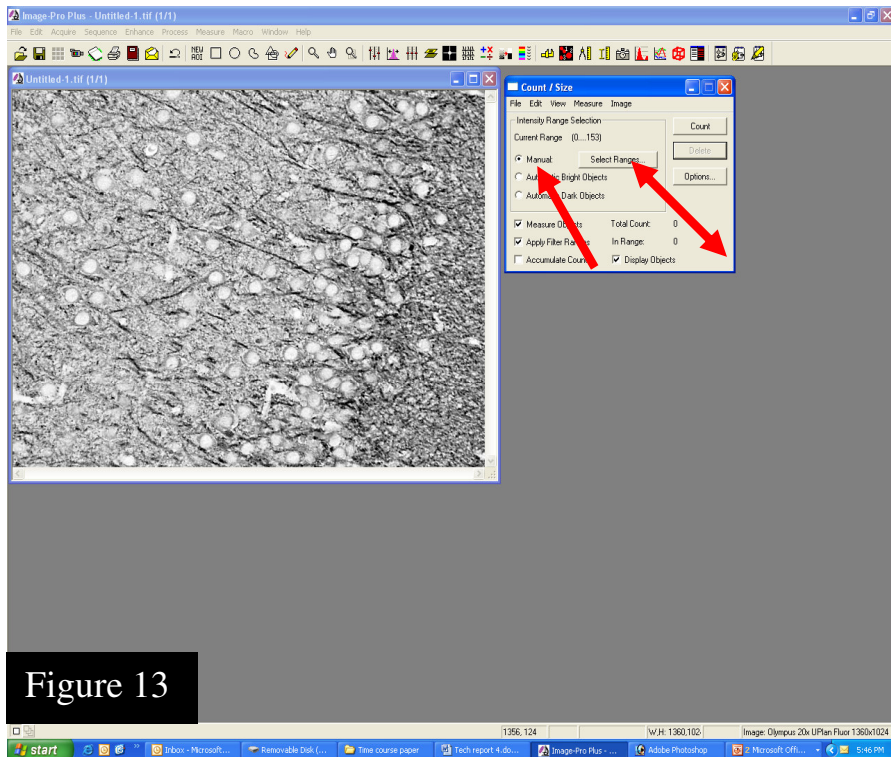 Image-Pro Plus - Untitled-1.tif (1/1)
File Edit Acquire Sequence Enhance Process Measure Macro Window Help
NEW
AOI
Untitled-1.tif (1/1)
Count / Size
File Edit View Measure Image
Intensity Range Selection
Current Range (0....153)
Count
Manual:
Select Ranges...
Delete
Bright Objects
Options...
Dark Objects
Measure Objects
Total Count: 0
Apply Filter Ranges
In Range: 0
Accumulate Count
Display Objects
Figure 13
1356, 124
W,H: 1360,102
Image: Olympus 20x UPlan Fluor 1360x1024
start
Inbox - Microsoft...
Removable Disk (...
Time course paper
Tech report 4.do...
Image-Pro Plus - ...
Adobe Photoshop
2 Microsoft Offi...
5:46 PM